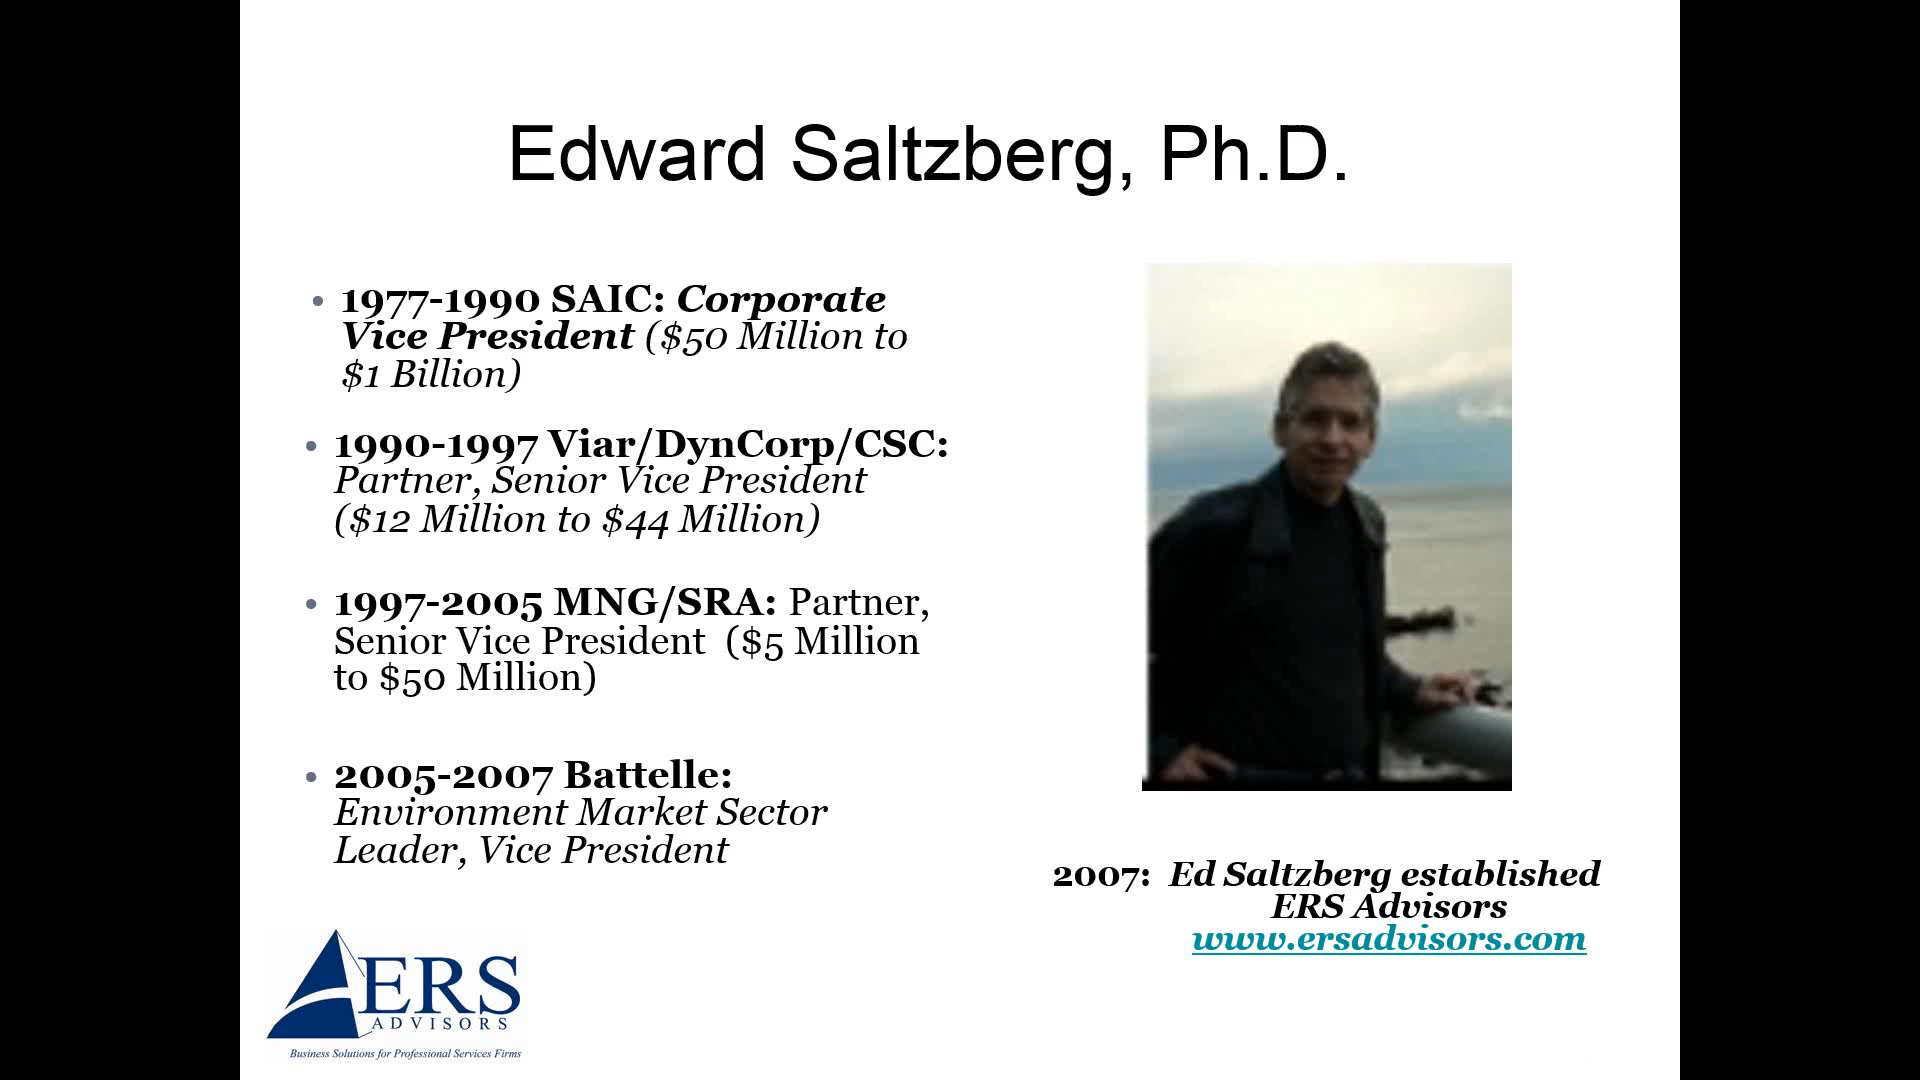 Edward Saltzberg, Ph.D.
• 1977-1990 SAIC: Corporate
Vice President ($50 Million to
$1 Billion)
• 1990-1997 Viar/DynCorp/CSC:
Partner, Senior Vice President
($12 Million to $44 Million)
• 1997-2005 MNG/SRA: Partner,
Senior Vice President ($5 Million
to $50 Million)
• 2005-2007 Battelle:
Environment Market Sector
Leader, Vice President
2007: Ed Saltzberg established
ERS Advisors
www.ersadvisors.com
ERS
ADVISORS
Business Solutions for Professional Services Firms